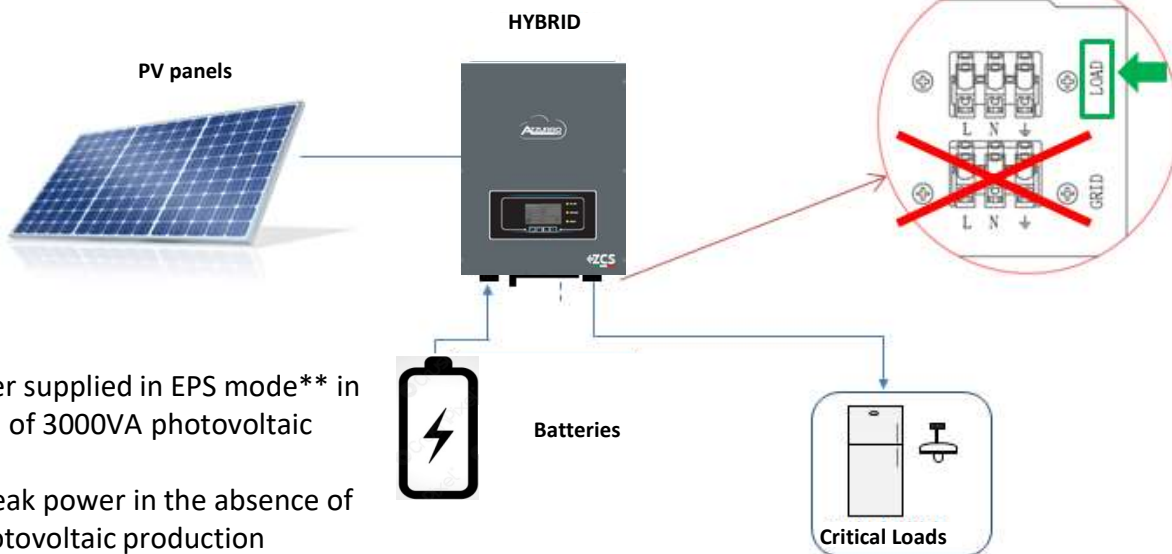 HYBRID
PV panels
AZZURRO
ZCS
LOAD
L N
GRID
L N
er supplied in EPS mode** in
of 3000VA photovoltaic
eak power in the absence of
otovoltaic production
Batteries
Critical Loads